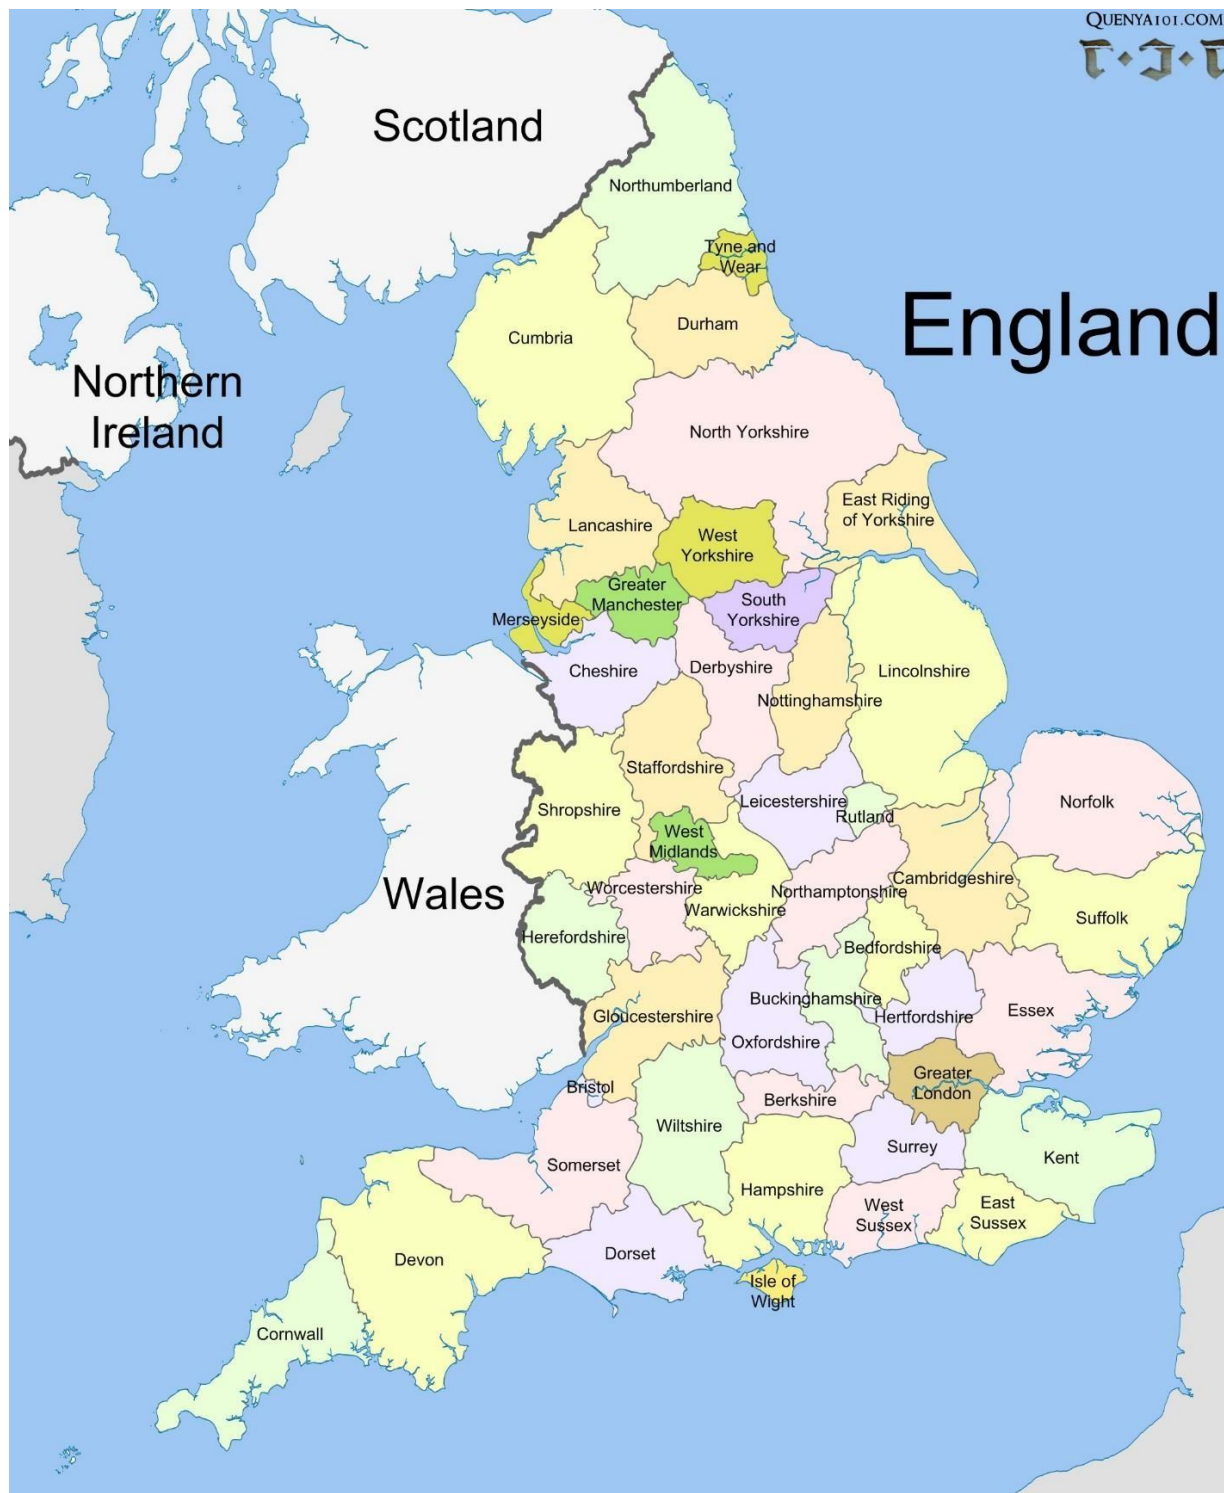 QUENYA101.COM
Scotland
Northumberland
Tyne and
Wear
England
Cumbria
Durham
Northern
Ireland
North Yorkshire
East Riding
of Yorkshire
Lancashire
West
Yorkshire
Greater
Manchester
South
Yorkshire
Merseyside
Cheshire
Derbyshire
Lincolnshire
Nottinghamshire
Staffordshire
Leicestershire
Norfolk
Shropshire
Rutland
West
Midlands
Wales
Worcestershire
Northamptonshire
Cambridgeshire
Warwickshire
Suffolk
Herefordshire
Bedfordshire
Buckinghamshire
Gloucestershire
Hertfordshire
Essex
Oxfordshire
Greater
London
Bristol
Berkshire
Wiltshire
Surrey
Kent
Somerset
Hampshire
West
Sussex
East
Sussex
Devon
Dorset
Isle of
Wight
Cornwall